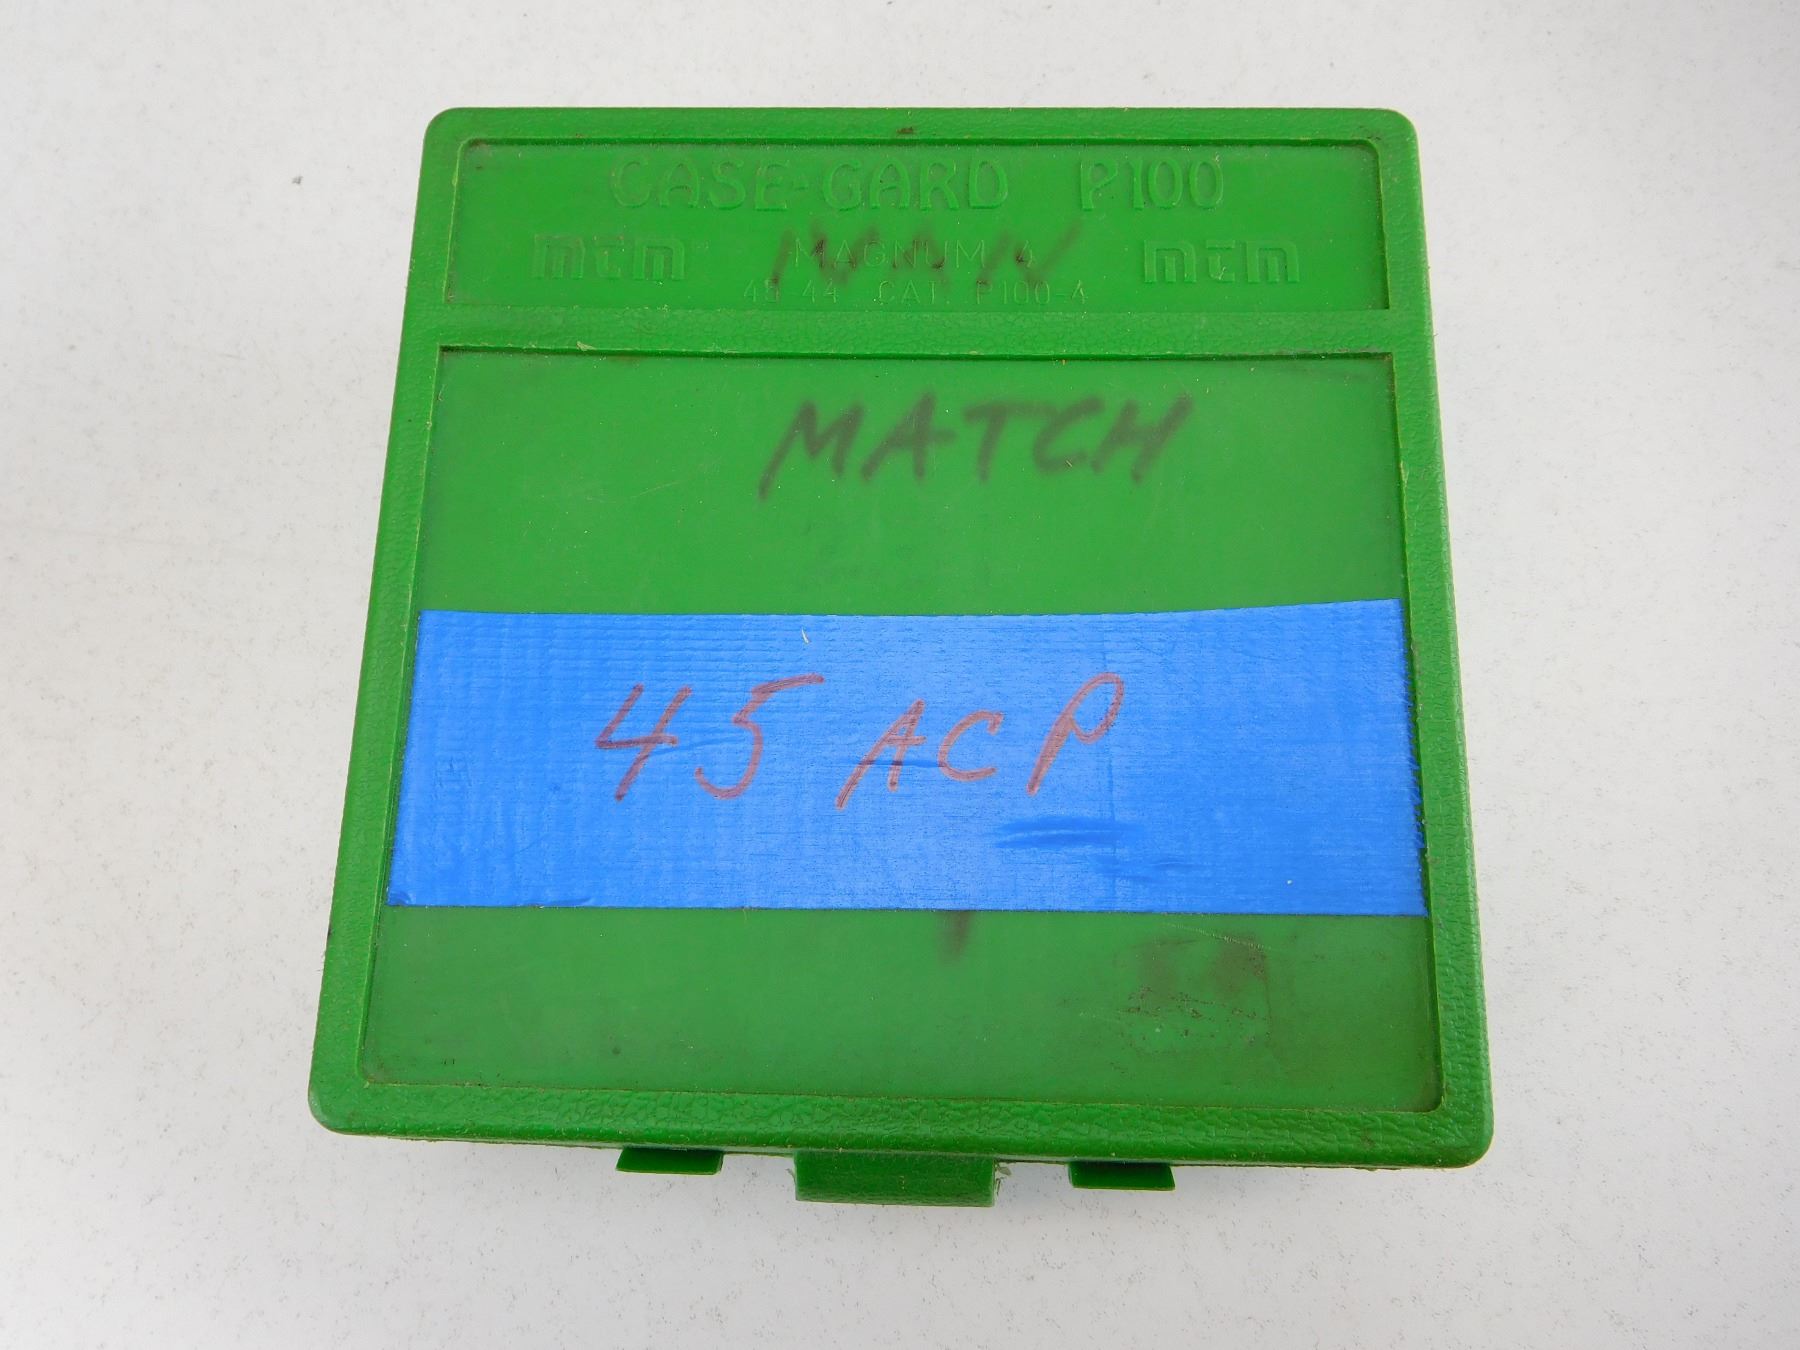 CASE-GARD P100
mtm MAGNUM 4 mtm
45 44 CAT. P100-4
MATCH
45 ACP